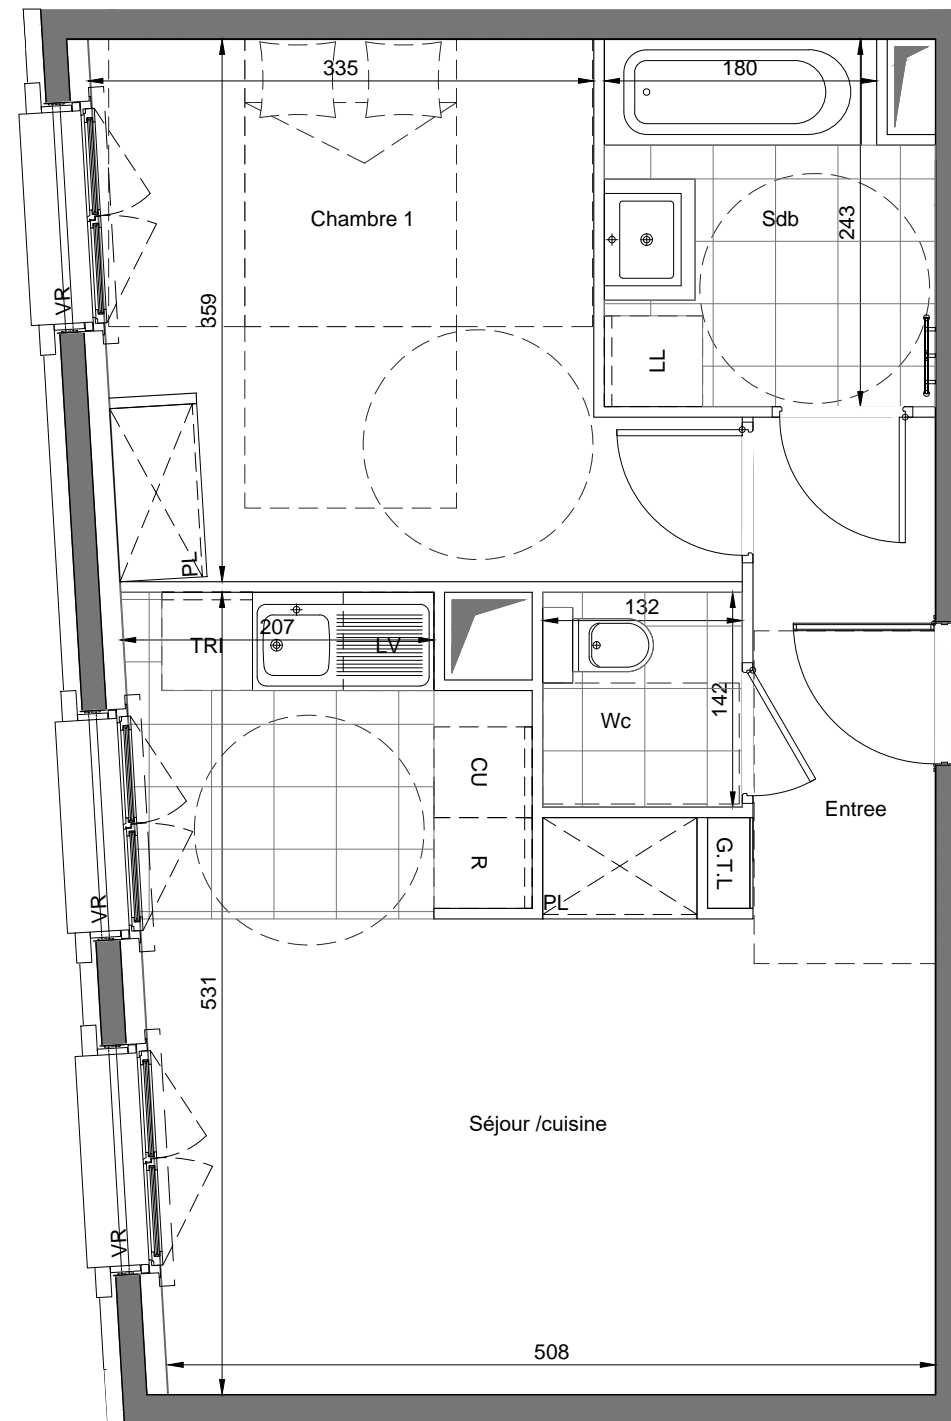 335
180
Chambre 1
Sdb
243
VR
359
LL
PL
132
207
TRI
LV
142
Wc
CU
Entree
R
G.T.L
PL
VR
531
Séjour /cuisine
VR
508